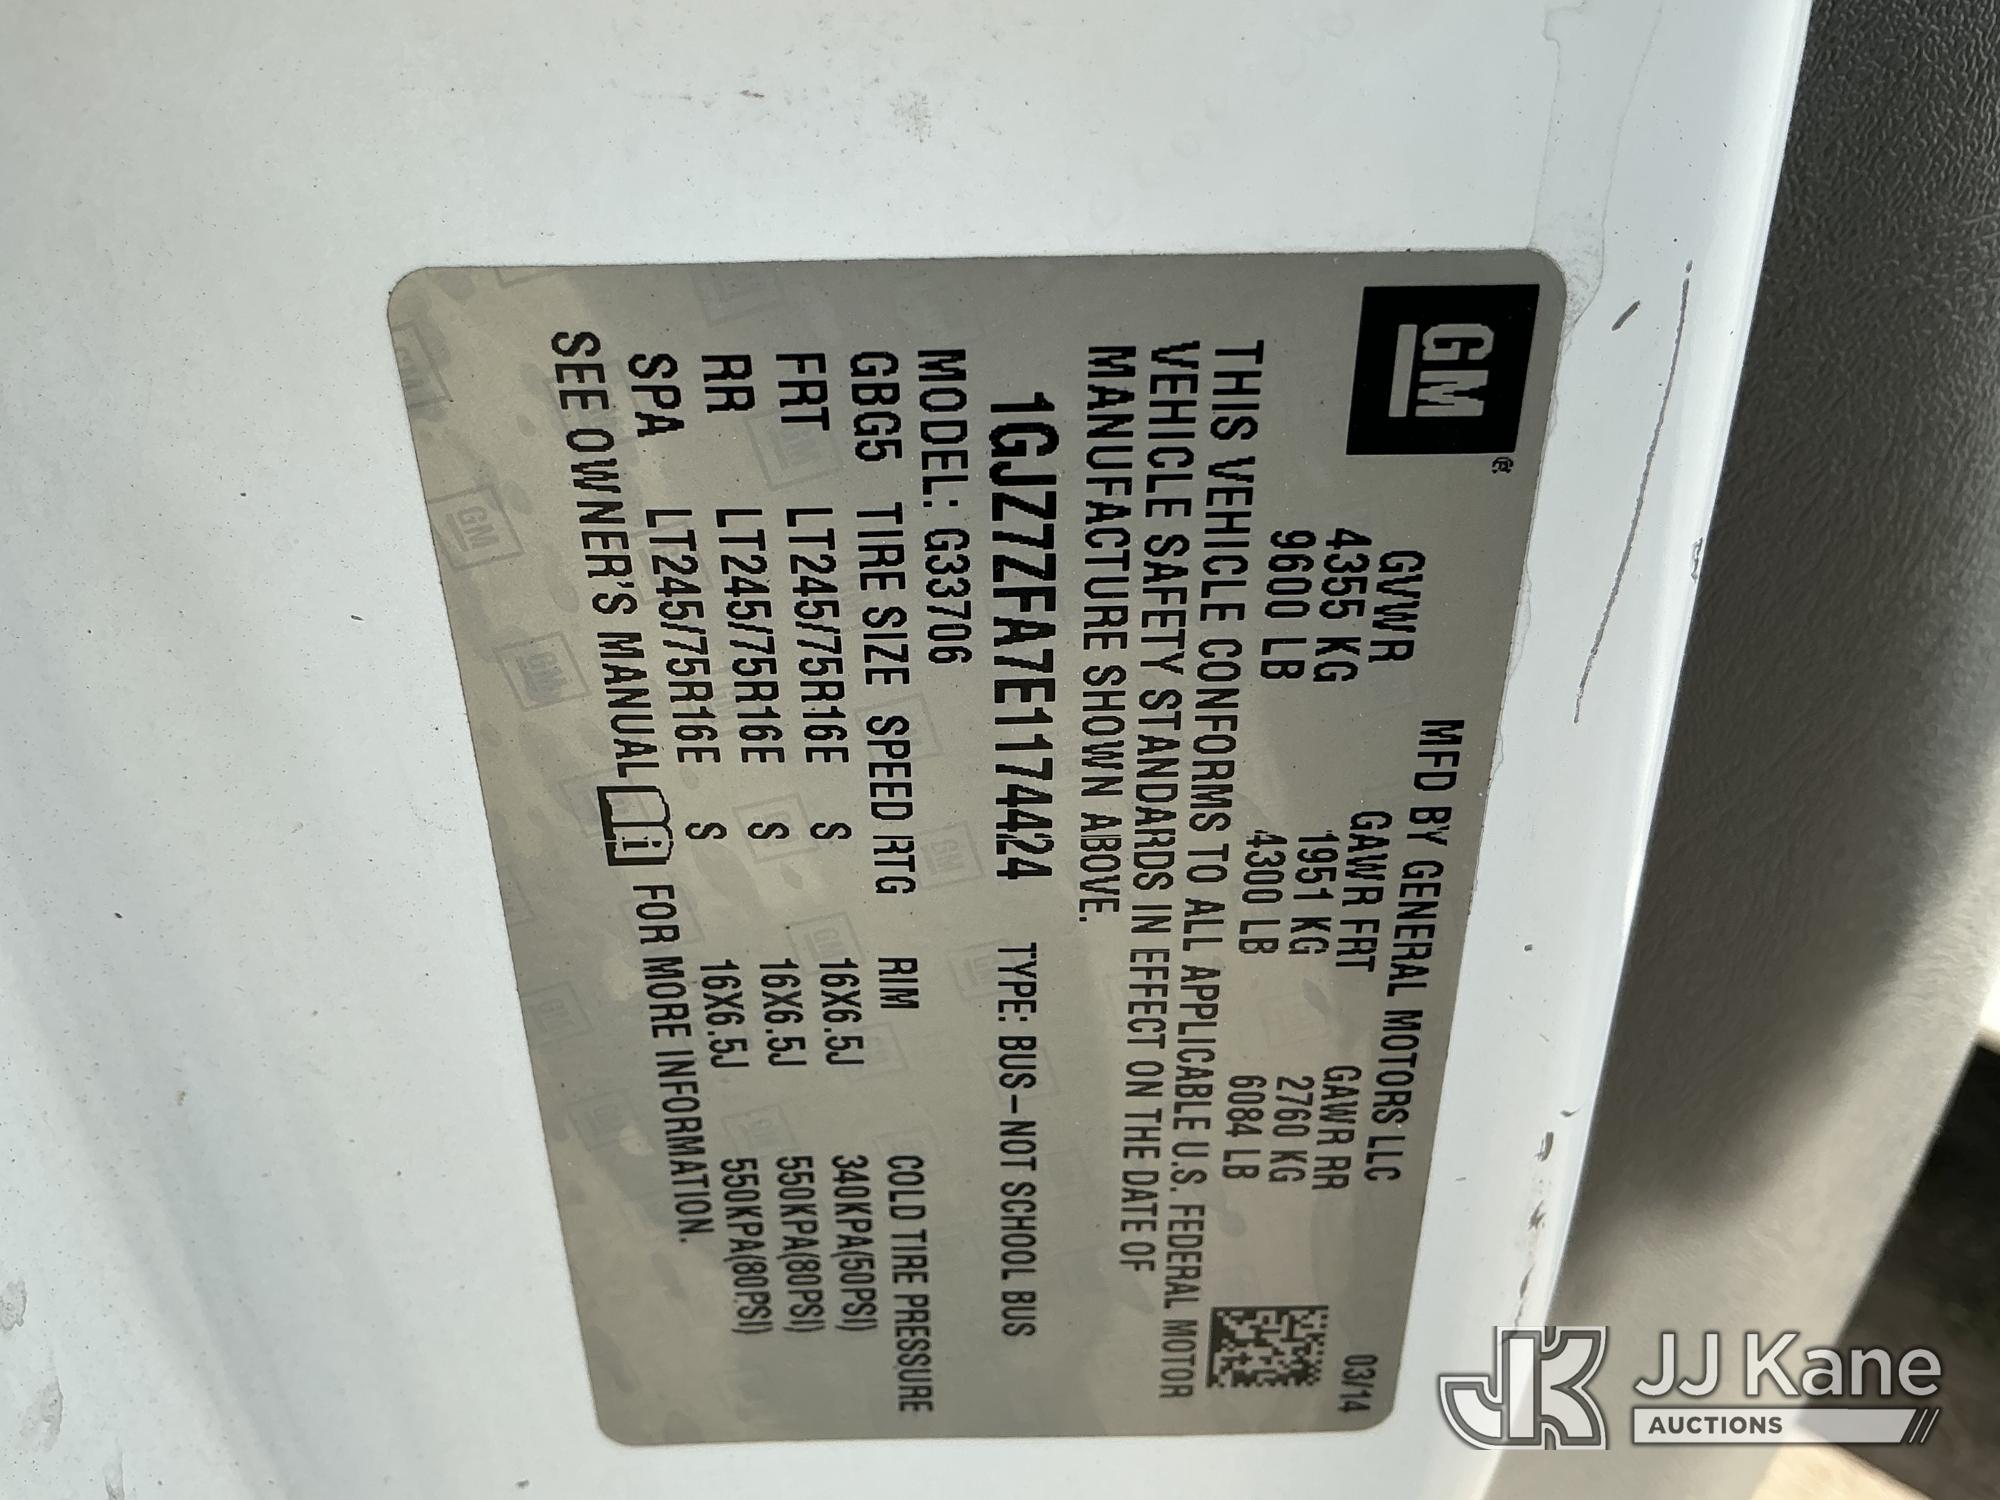 GM®
MFD BY GENERAL MOTORS LLC 03/14
GVWR GAWR FRT GAWR RR
4355 KG 1951 KG 2760 KG
9600 LB 4300 LB 6084 LB
THIS VEHICLE CONFORMS TO ALL APPLICABLE U.S. FEDERAL MOTOR
VEHICLE SAFETY STANDARDS IN EFFECT ON THE DATE OF
MANUFACTURE SHOWN ABOVE.
1GJZ7ZFA7E1174424 TYPE: BUS-NOT SCHOOL BUS
MODEL: G33706
GBG5 TIRE SIZE SPEED RTG RIM COLD TIRE PRESSURE
FRT LT245/75R16E S 16X6.5J 340KPA(50PSI)
RR LT245/75R16E S 16X6.5J 550KPA(80PSI)
SPA LT245/75R16E S 16X6.5J 550KPA(80PSI)
SEE OWNER'S MANUAL i FOR MORE INFORMATION.
JK JJ Kane
AUCTIONS